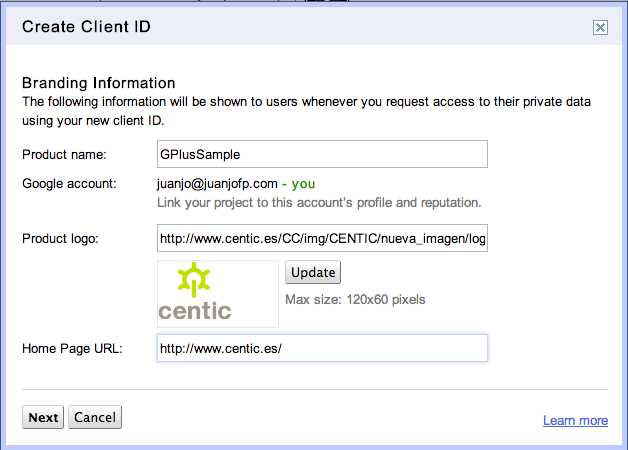 Create Client ID
Branding Information
The following information will be shown to users whenever you request access to their private data
using your new client ID.
Product name: GPlusSample
Google account: juanjo@juanjofp.com - you
Link your project to this account's profile and reputation.
Product logo: http://www.centic.es/CC/img/CENTIC/nueva_imagen/log
Update
Max size: 120x60 pixels
centic
Home Page URL: http://www.centic.es/
Next Cancel Learn more